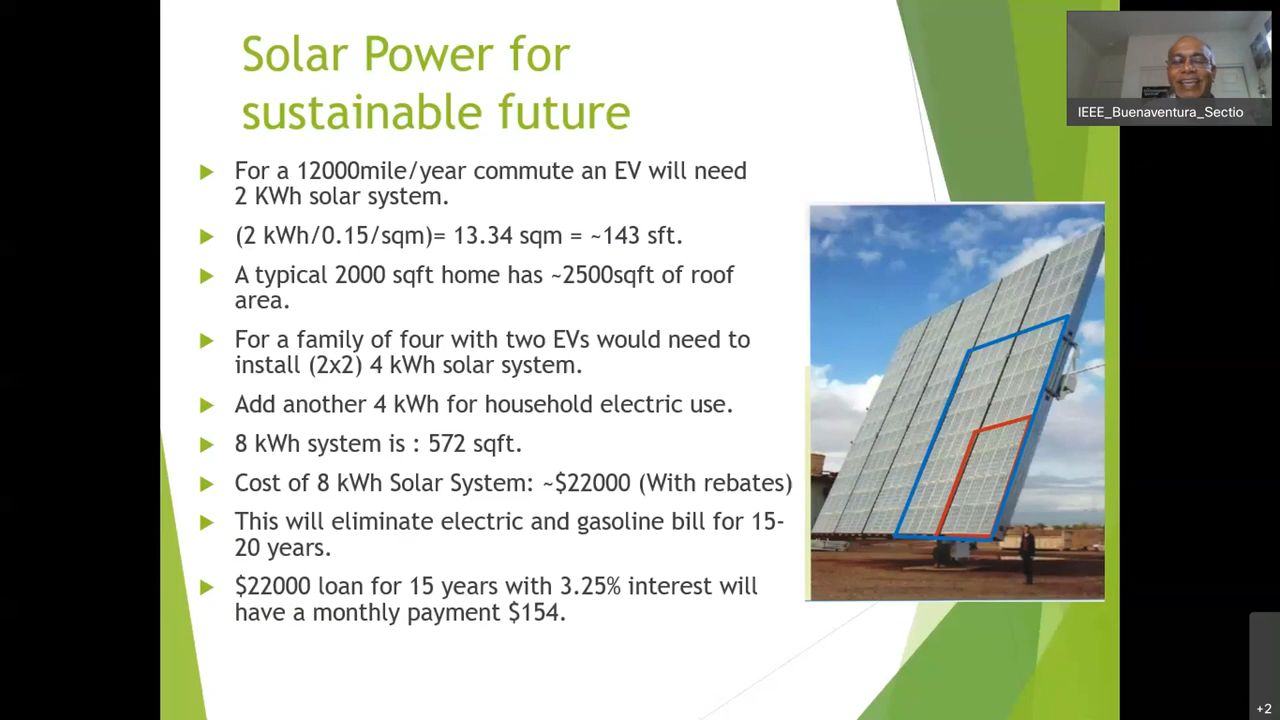 Solar Power for
sustainable future
For a 12000mile/year commute an EV will need
2 KWh solar system.
(2 kWh/0.15/sqm)= 13.34 sqm = ~143 sft.
A typical 2000 sqft home has ~2500sqft of roof
area.
For a family of four with two EVs would need to
install (2x2) 4 kWh solar system.
Add another 4 kWh for household electric use.
8 kWh system is : 572 sqft.
Cost of 8 kWh Solar System: ~$22000 (With rebates)
This will eliminate electric and gasoline bill for 15-
20 years.
$22000 loan for 15 years with 3.25% interest will
have a monthly payment $154.
IEEE_Buenaventura_Sectio
+2